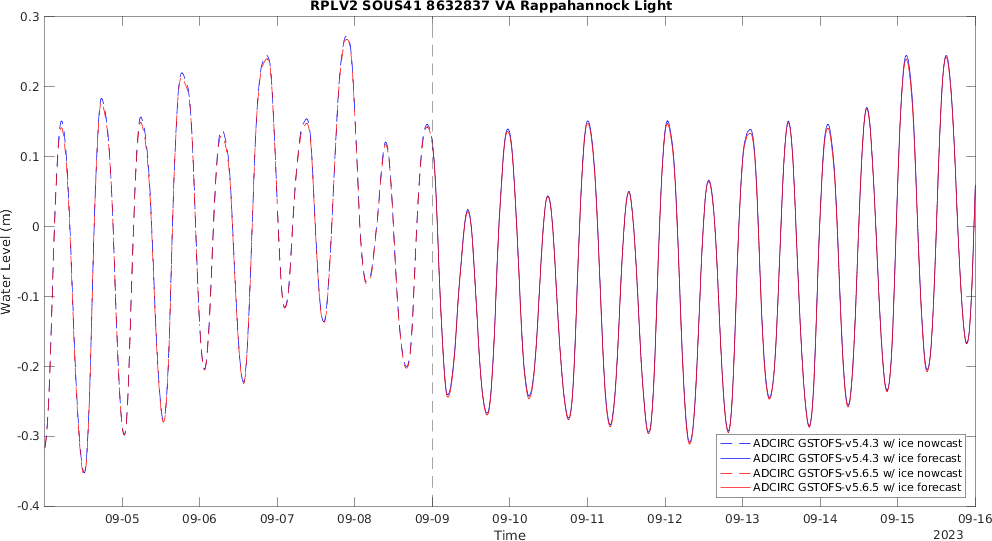 RPLV2 SOUS41 8632837 VA Rappahannock Light
0.3
0.2
0.1
0
-0.1
-0.2
-0.3
-0.4
Water Level (m)
ADCIRC GSTOFS-v5.4.3 w/ ice nowcast
ADCIRC GSTOFS-v5.4.3 w/ ice forecast
ADCIRC GSTOFS-v5.6.5 w/ ice nowcast
ADCIRC GSTOFS-v5.6.5 w/ ice forecast
09-05 09-06 09-07 09-08 09-09 09-10 09-11 09-12 09-13 09-14 09-15 09-16
Time
2023